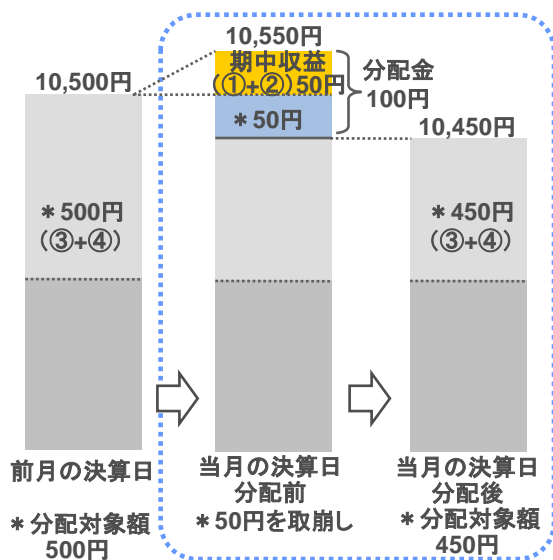 10,550円
期中収益
(①+②)50円
分配金
100円
10,500円
＊50円
10,450円
＊500円
(③+④)
＊450円
(③+④)
前月の決算日
＊分配対象額
500円
当月の決算日
分配前
＊50円を取崩し
当月の決算日
分配後
＊分配対象額
450円